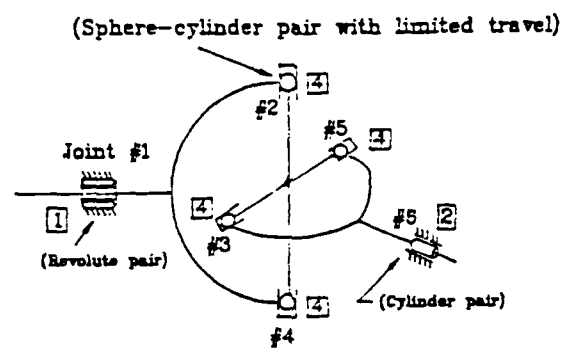 (Sphere-cylinder pair with limited travel)
4
#2
#5
4
Joint #1
4
#5
2
1
#3
(Revolute pair)
4
(Cylinder pair)
#4